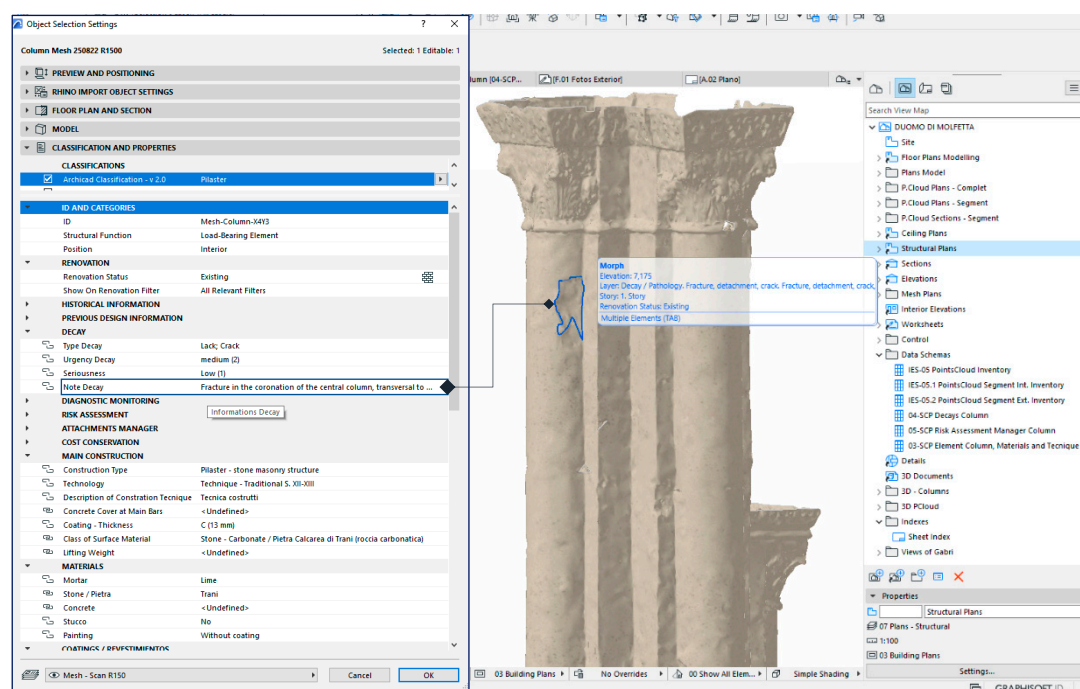 Object Selection Settings
?
Column Mesh 250822 R1500
Selected: 1 Editable: 1
PREVIEW AND POSITIONING
RHINO IMPORT OBJECT SETTINGS
FLOOR PLAN AND SECTION
MODEL
CLASSIFICATION AND PROPERTIES
CLASSIFICATIONS
Archicad Classification - v 2.0 Pilaster
ID AND CATEGORIES
ID Mesh-Column-X4Y3
Structural Function Load-Bearing Element
Position Interior
RENOVATION
Renovation Status Existing
Show On Renovation Filter All Relevant Filters
HISTORICAL INFORMATION
PREVIOUS DESIGN INFORMATION
DECAY
Type Decay Lack; Crack
Urgency Decay medium (2)
Seriousness Low (1)
Note Decay Fracture in the coronation of the central column, transversal to ...
DIAGNOSTIC MONITORING
Informations Decay
RISK ASSESSMENT
ATTACHMENTS MANAGER
COST CONSERVATION
MAIN CONSTRUCTION
Construction Type Pilaster - stone masonry structure
Technology Technique - Traditional S. XII-XIII
Description of Constration Tecnique Tecnica costrutti
Concrete Cover at Main Bars <Undefined>
Coating - Thickness C (13 mm)
Class of Surface Material Stone - Carbonate / Pietra Calcarea di Trani (roccia carbonatica)
Lifting Weight <Undefined>
MATERIALS
Mortar Lime
Stone / Pietra Trani
Concrete <Undefined>
Stucco No
Painting Without coating
COATINGS / REVESTIMIENTOS
Mesh - Scan R150
Cancel
OK
lumn [04-SCP...
[F.01 Fotos Exterior]
[A.02 Plano]
Morph
Elevation: 7,175
Layer: Decay / Pathology. Fracture, detachment, crack. Fracture, detachment, crack.
Story: 1. Story
Renovation Status: Existing
Multiple Elements (TAB)
03 Building Plans
No Overrides
00 Show All Elem...
Simple Shading
Search View Map
DUOMO DI MOLFETTA
Site
Floor Plans Modelling
Plans Model
P.Cloud Plans - Complet
P.Cloud Plans - Segment
P.Cloud Sections - Segment
Ceiling Plans
Structural Plans
Sections
Elevations
Mesh Plans
Interior Elevations
Worksheets
Control
Data Schemas
IES-05 PointsCloud Inventory
IES-05.1 PointsCloud Segment Int. Inventory
IES-05.2 PointsCloud Segment Ext. Inventory
04-SCP Decays Column
05-SCP Risk Assessment Manager Column
03-SCP Element Column, Materials and Tecnique
Details
3D Documents
3D - Columns
3D PCloud
Indexes
Sheet Index
Views of Gabri
Properties
Structural Plans
07 Plans - Structural
1:100
03 Building Plans
Settings...
GRAPHISOFT ID